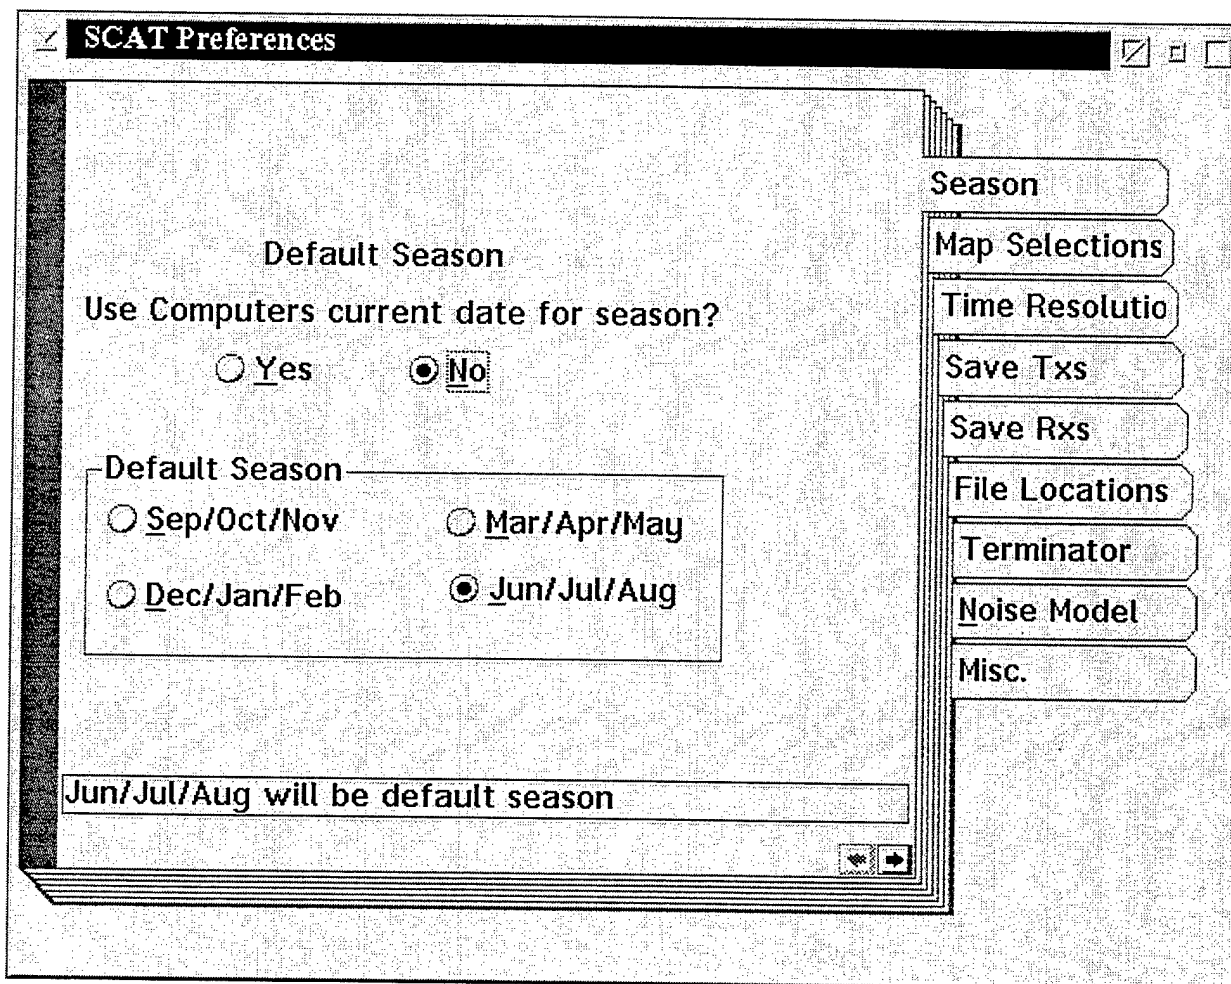 SCAT Preferences
Default Season
Use Computers current date for season?
Yes No
Default Season
Sep/Oct/Nov Mar/Apr/May
Dec/Jan/Feb Jun/Jul/Aug
Jun/Jul/Aug will be default season
Season
Map Selections
Time Resolutio
Save Txs
Save Rxs
File Locations
Terminator
Noise Model
Misc.